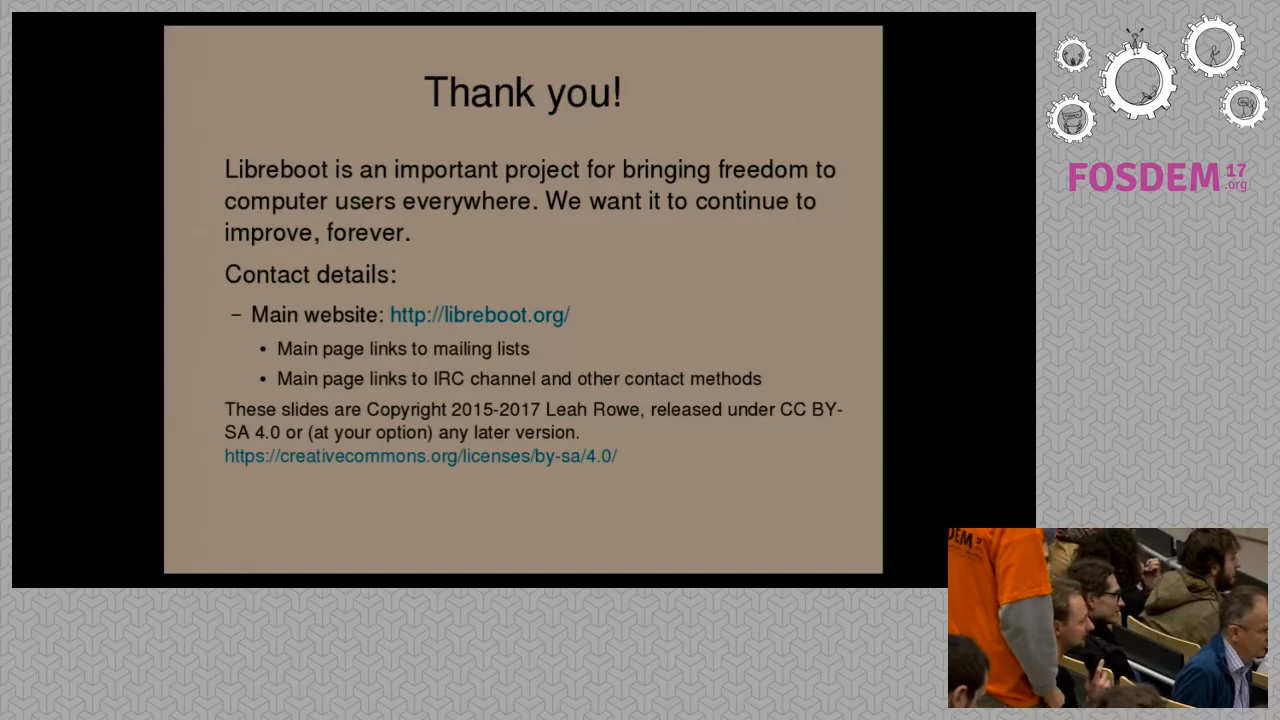 Thank you!
Libreboot is an important project for bringing freedom to
computer users everywhere. We want it to continue to
improve, forever.
Contact details:
– Main website: http://libreboot.org/
• Main page links to mailing lists
• Main page links to IRC channel and other contact methods
These slides are Copyright 2015-2017 Leah Rowe, released under CC BY-
SA 4.0 or (at your option) any later version.
https://creativecommons.org/licenses/by-sa/4.0/
FOSDEM 17
.org